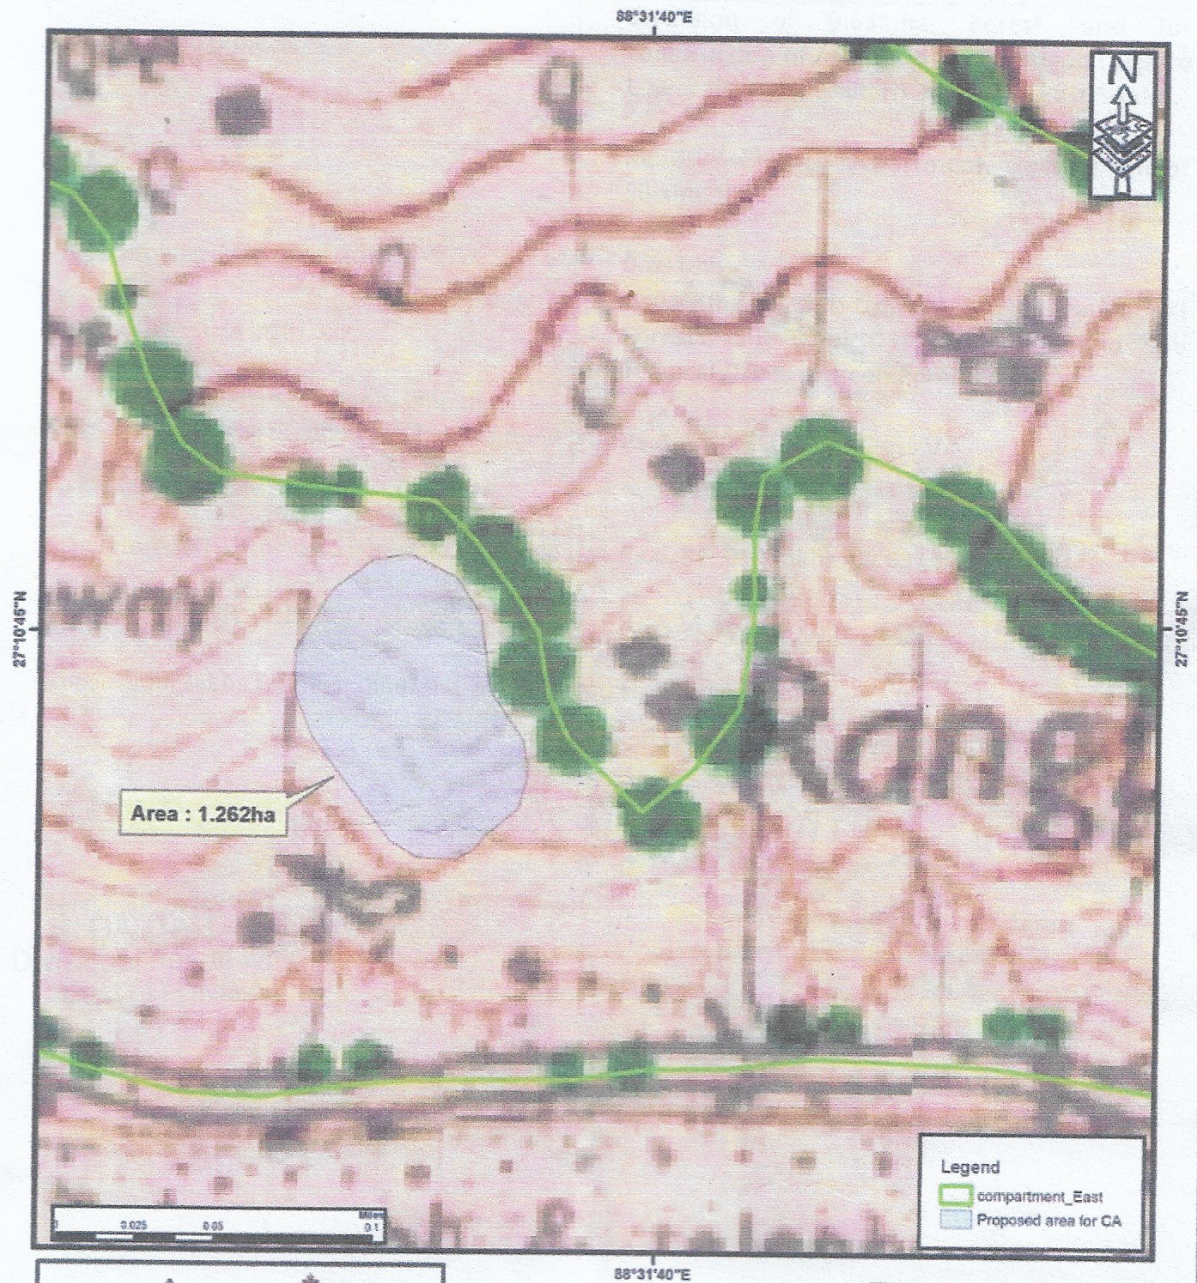 88°31'40"E
N
27°10'45"N
27°10'45"N
way
Rang
Area : 1.262ha
Legend
compartment_East
Proposed area for CA
Miles
0.025 0.05 0.1
88°31'40"E